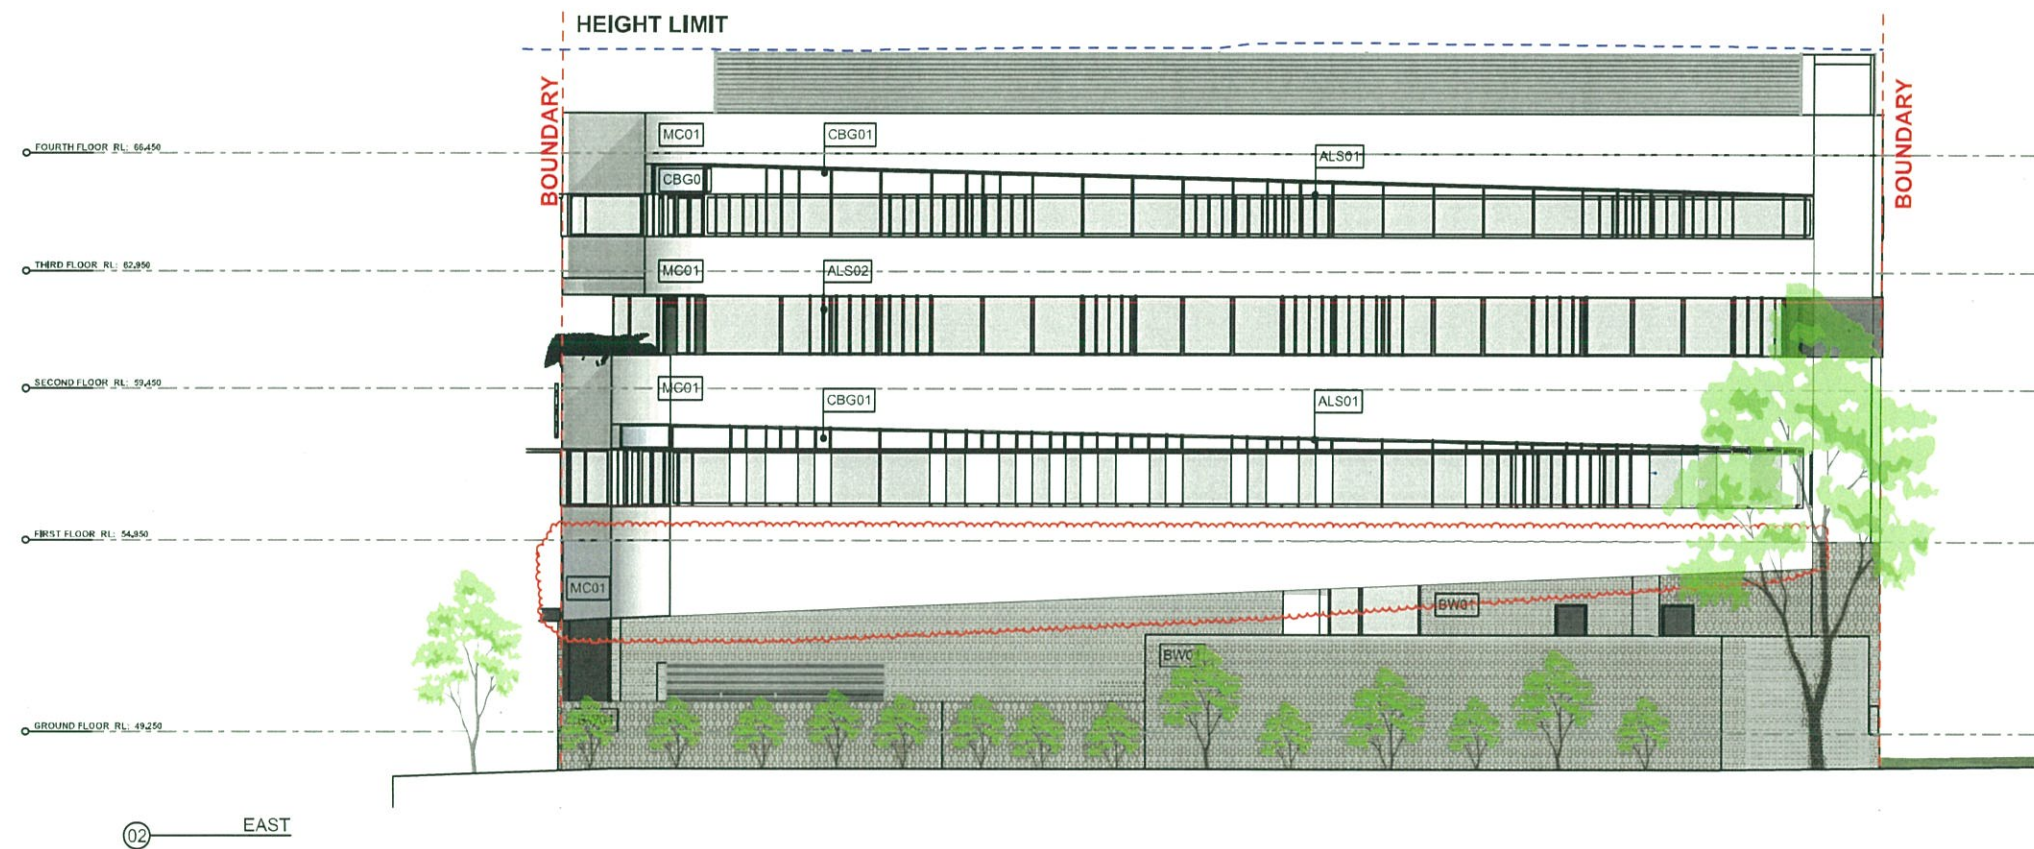 HEIGHT LIMIT
BOUNDARY
BOUNDARY
MC01
CBG01
FOURTH FLOOR RL: 66.450
ALS01
CBG0
THIRD FLOOR RL: 62.950
MC01
ALS02
SECOND FLOOR RL: 59.450
MC01
CBG01
ALS01
FIRST FLOOR RL: 54.950
MC01
BW01
BW01
GROUND FLOOR RL: 49.250
02
EAST